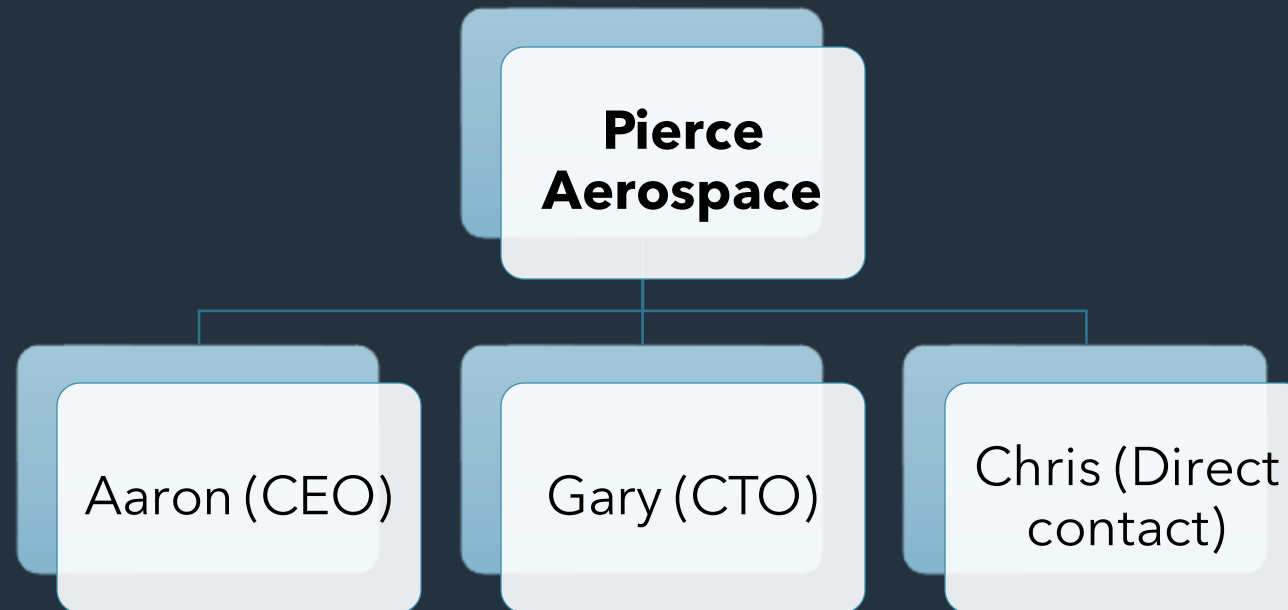 Pierce
Aerospace
Aaron (CEO)
Gary (CTO)
Chris (Direct
contact)